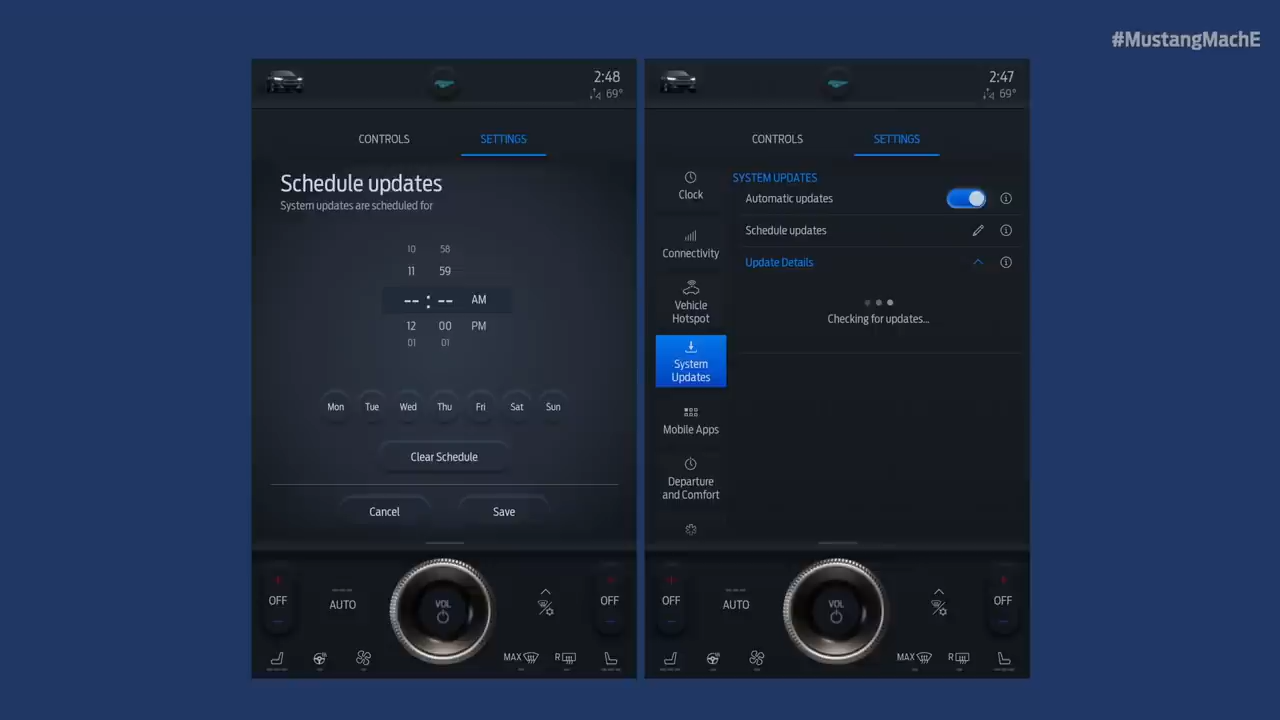 #MustangMachE
2:48
69°
CONTROLS
SETTINGS
Schedule updates
System updates are scheduled for
10 58
11 59
-- : -- AM
12 00 PM
01 01
Mon Tue Wed Thu Fri Sat Sun
Clear Schedule
Cancel
Save
OFF
AUTO
VOL
OFF
MAX
R
2:47
69°
CONTROLS
SETTINGS
Clock
Connectivity
Vehicle
Hotspot
System
Updates
Mobile Apps
Departure
and Comfort
SYSTEM UPDATES
Automatic updates
Schedule updates
Update Details
Checking for updates...
OFF
AUTO
VOL
OFF
MAX
R